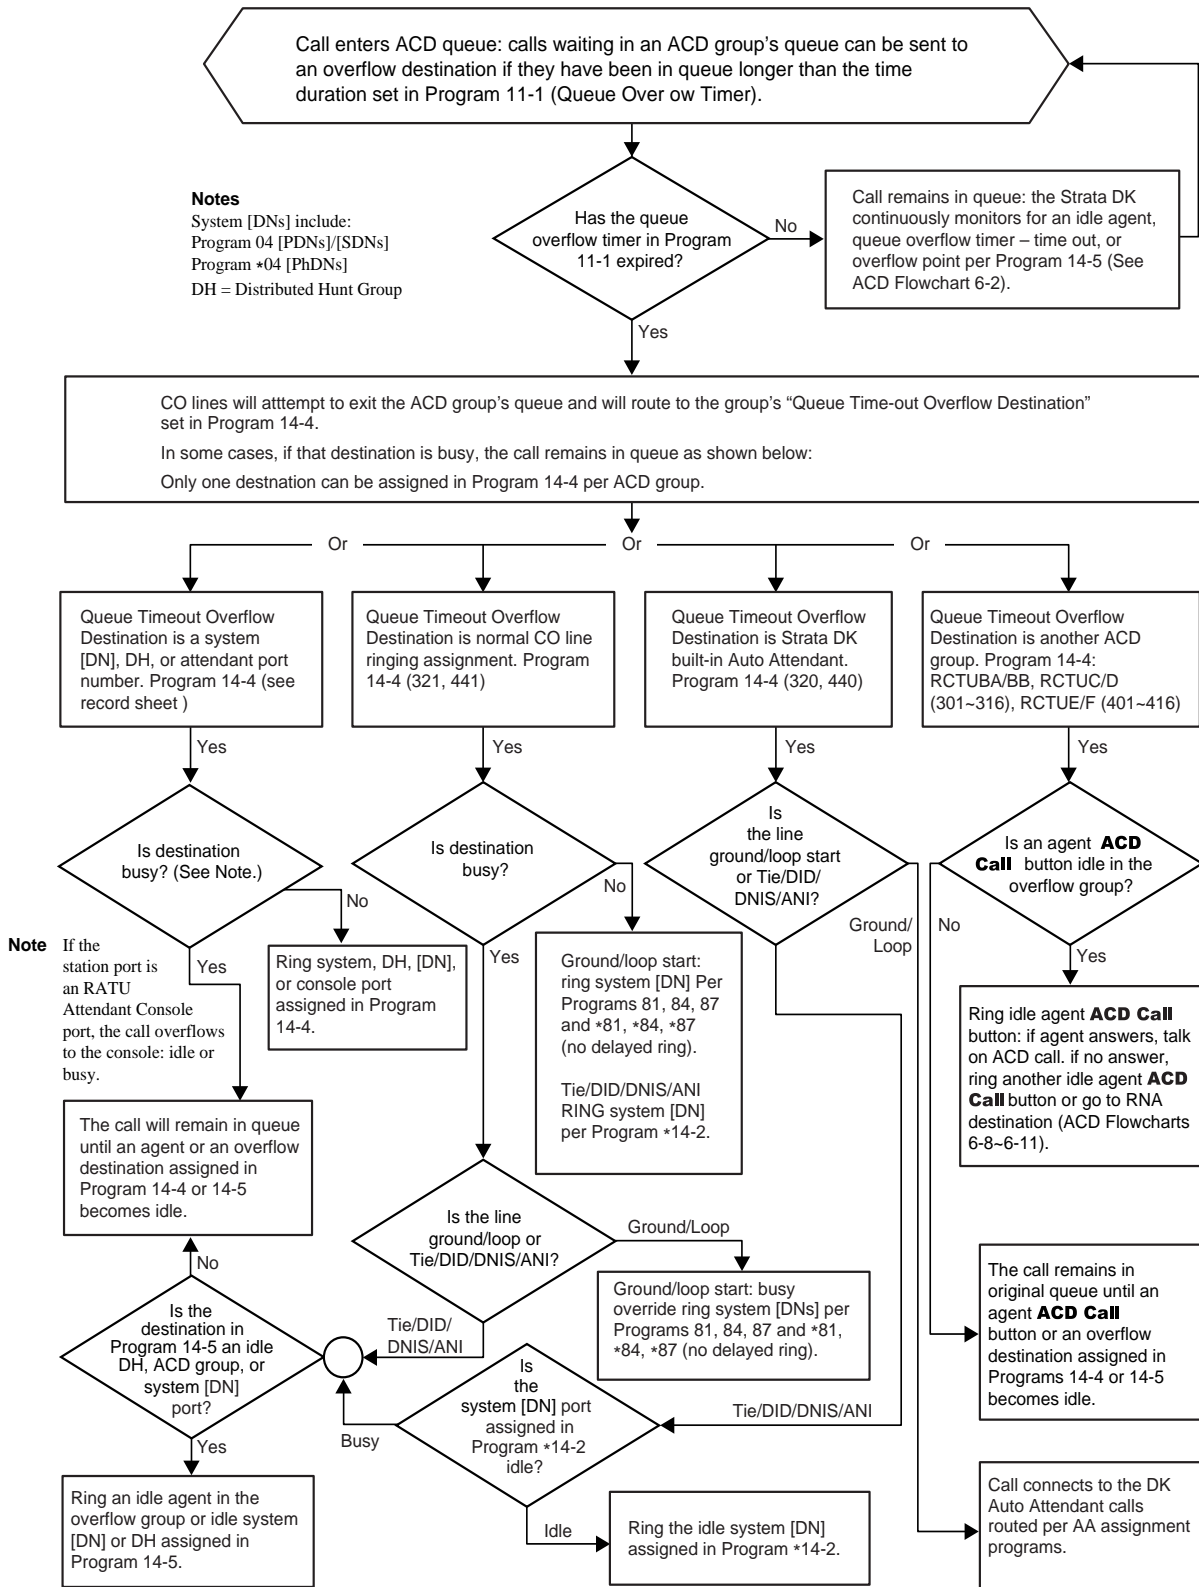 Call enters ACD queue: calls waiting in an ACD group’s queue can be sent to
an overflow destination if they have been in queue longer than the time
duration set in Program 11-1 (Queue Over ow Timer).
Notes
System [DNs] include:
Program 04 [PDNs]/[SDNs]
Program *04 [PhDNs]
DH = Distributed Hunt Group
Has the queue
overflow timer in Program
11-1 expired?
No
Call remains in queue: the Strata DK
continuously monitors for an idle agent,
queue overflow timer – time out, or
overflow point per Program 14-5 (See
ACD Flowchart 6-2).
Yes
CO lines will atttempt to exit the ACD group’s queue and will route to the group’s “Queue Time-out Overflow Destination”
set in Program 14-4.
In some cases, if that destination is busy, the call remains in queue as shown below:
Only one destnation can be assigned in Program 14-4 per ACD group.
Or
Or
Or
Queue Timeout Overflow
Destination is a system
[DN], DH, or attendant port
number. Program 14-4 (see
record sheet )
Queue Timeout Overflow
Destination is normal CO line
ringing assignment. Program
14-4 (321, 441)
Queue Timeout Overflow
Destination is Strata DK
built-in Auto Attendant.
Program 14-4 (320, 440)
Queue Timeout Overflow
Destination is another ACD
group. Program 14-4:
RCTUBA/BB, RCTUC/D
(301~316), RCTUE/F (401~416)
Yes
Yes
Yes
Yes
Is destination
busy? (See Note.)
Is destination
busy?
Is
the line
ground/loop start
or Tie/DID/
DNIS/ANI?
Is an agent ACD
Call button idle in the
overflow group?
No
No
Ground/
Loop
No
Note If the
station port is
an RATU
Attendant Console
port, the call overflows
to the console: idle or
busy.
Yes
Yes
Yes
Ring system, DH, [DN],
or console port
assigned in Program
14-4.
Ground/loop start:
ring system [DN] Per
Programs 81, 84, 87
and *81, *84, *87
(no delayed ring).
Tie/DID/DNIS/ANI
RING system [DN]
per Program *14-2.
Ring idle agent ACD Call
button: if agent answers, talk
on ACD call. if no answer,
ring another idle agent ACD
Call button or go to RNA
destination (ACD Flowcharts
6-8~6-11).
The call will remain in queue
until an agent or an overflow
destination assigned in
Program 14-4 or 14-5
becomes idle.
Is the line
ground/loop or
Tie/DID/DNIS/ANI?
Ground/Loop
No
Ground/loop start: busy
override ring system [DNs] per
Programs 81, 84, 87 and *81,
*84, *87 (no delayed ring).
The call remains in
original queue until an
agent ACD Call
button or an overflow
destination assigned in
Programs 14-4 or 14-5
becomes idle.
Is the
destination in
Program 14-5 an idle
DH, ACD group, or
system [DN]
port?
Tie/DID/
DNIS/ANI
Is
the
system [DN] port
assigned in
Program *14-2
idle?
Tie/DID/DNIS/ANI
Busy
Yes
Ring an idle agent in the
overflow group or idle system
[DN] or DH assigned in
Program 14-5.
Idle
Ring the idle system [DN]
assigned in Program *14-2.
Call connects to the DK
Auto Attendant calls
routed per AA assignment
programs.